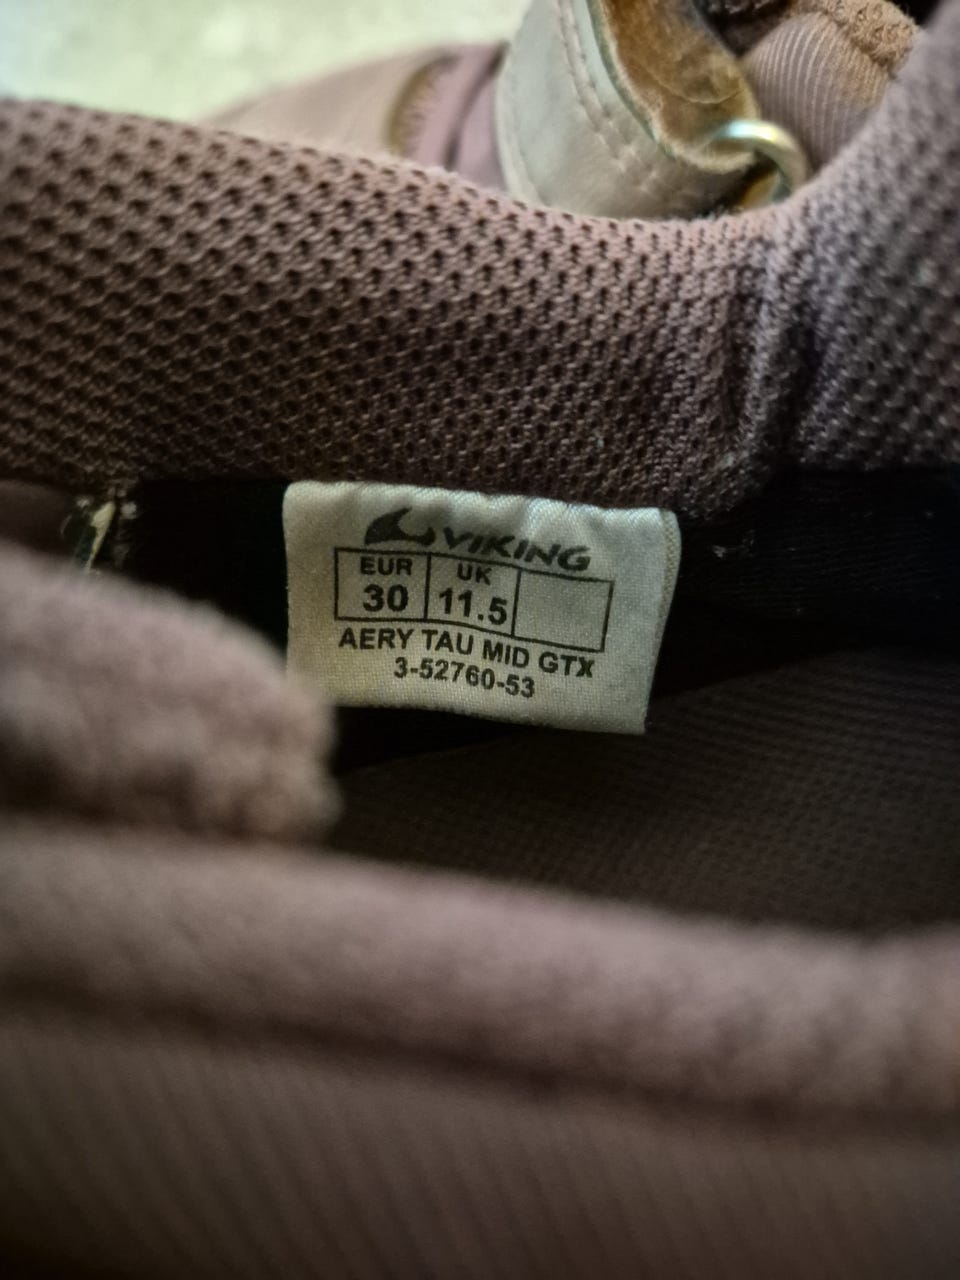 VIKING
EUR UK
30 11.5
AERY TAU MID GTX
3-52760-53